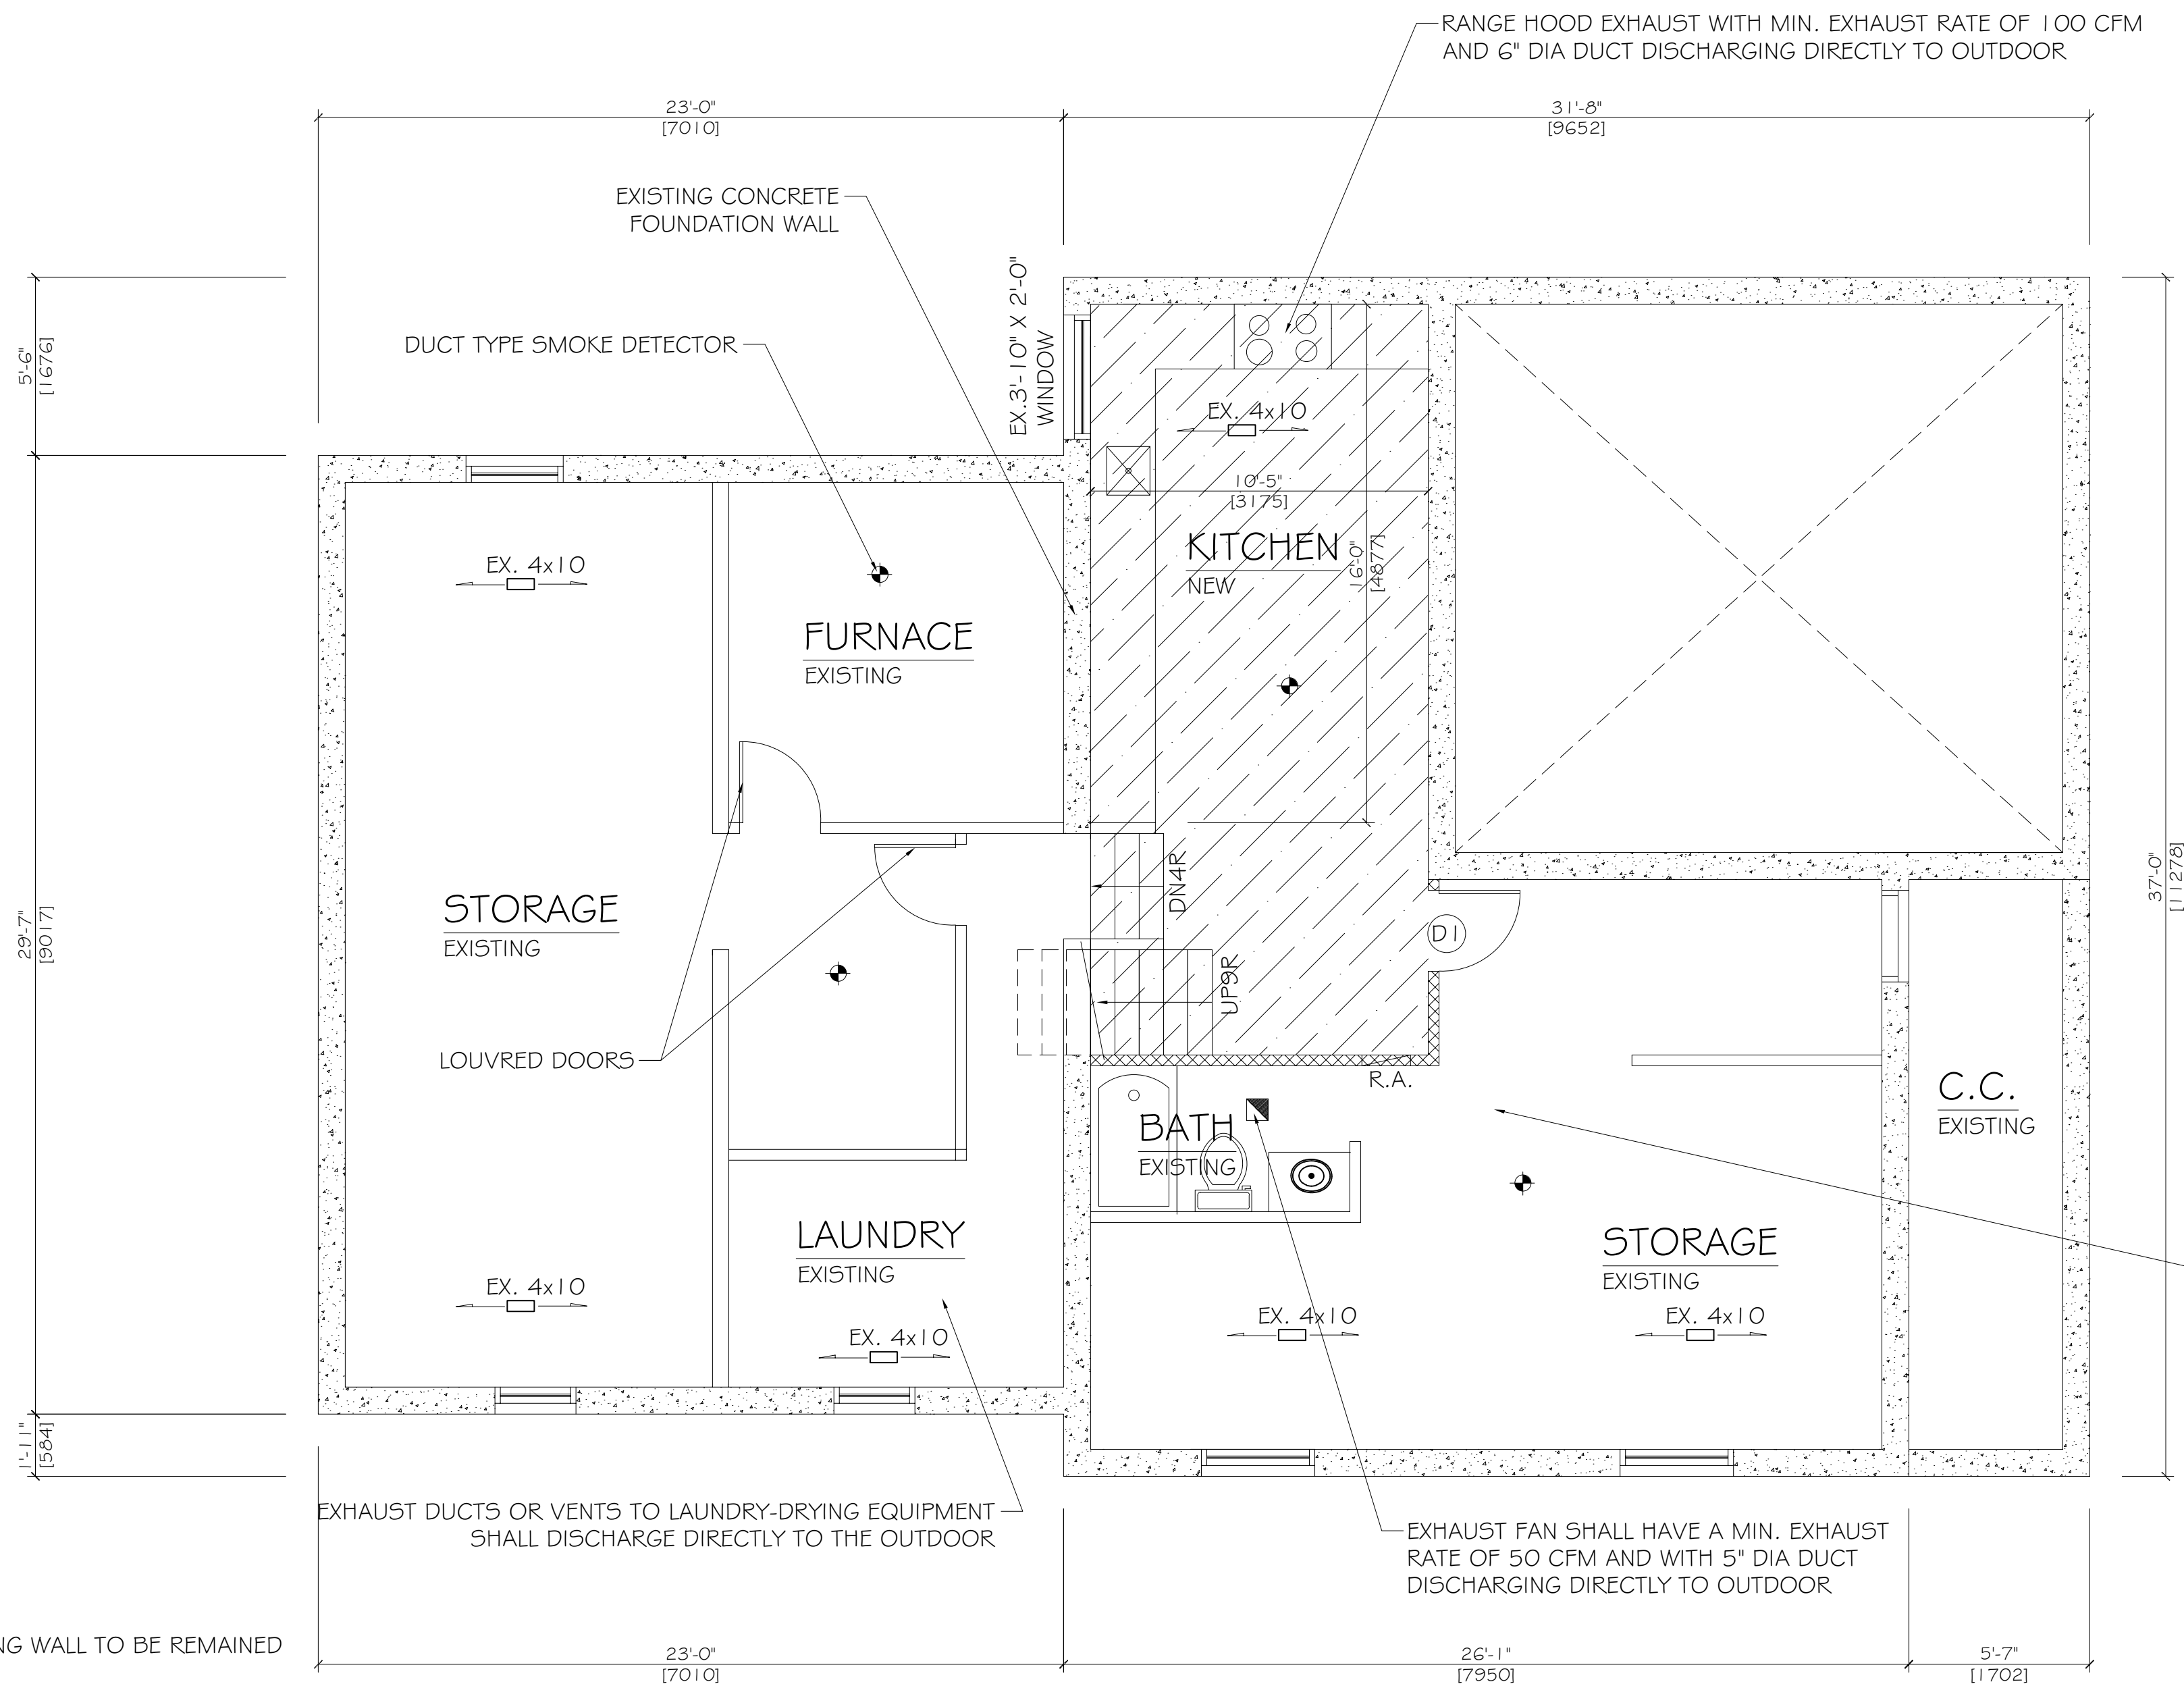 RANGE HOOD EXHAUST WITH MIN. EXHAUST RATE OF 100 CFM
AND 6" DIA DUCT DISCHARGING DIRECTLY TO OUTDOOR
23'-0"
[7010]
31'-8"
[9652]
EXISTING CONCRETE
FOUNDATION WALL
EX.3'-10" X 2'-0"
WINDOW
DUCT TYPE SMOKE DETECTOR
5'-6"
[1676]
EX. 4x10
10'-5"
[3175]
KITCHEN
NEW
16'-0"
[4877]
EX. 4x10
FURNACE
EXISTING
STORAGE
EXISTING
DN4R
D1
37'-0"
[11278]
29'-7"
[9017]
UP9R
LOUVRED DOORS
R.A.
C.C.
EXISTING
BATH
EXISTING
LAUNDRY
EXISTING
STORAGE
EXISTING
EX. 4x10
EX. 4x10
EX. 4x10
EX. 4x10
1'-11"
[584]
EXHAUST DUCTS OR VENTS TO LAUNDRY-DRYING EQUIPMENT
SHALL DISCHARGE DIRECTLY TO THE OUTDOOR
EXHAUST FAN SHALL HAVE A MIN. EXHAUST
RATE OF 50 CFM AND WITH 5" DIA DUCT
DISCHARGING DIRECTLY TO OUTDOOR
WALL TO BE REMAINED
23'-0"
[7010]
26'-1"
[7950]
5'-7"
[1702]